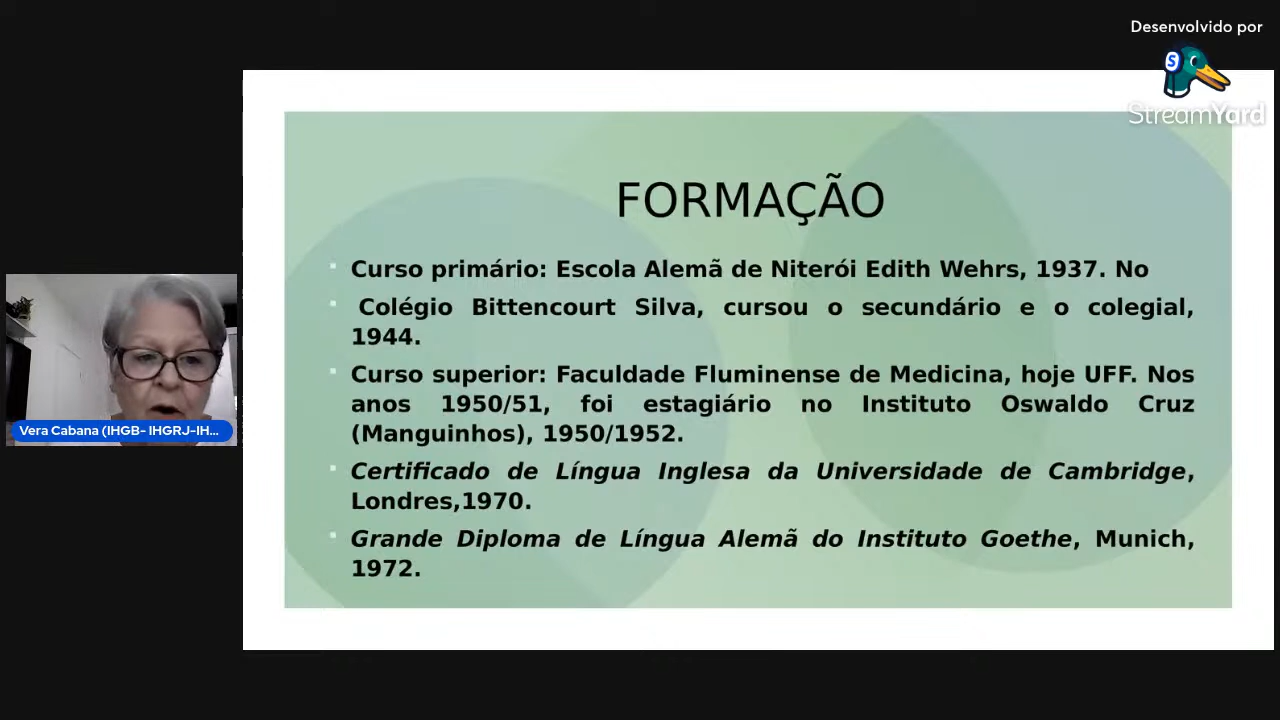 Desenvolvido por
StreamYard
FORMAÇÃO
Curso primário: Escola Alemã de Niterói Edith Wehrs, 1937. No
Colégio Bittencourt Silva, cursou o secundário e o colegial,
1944.
Curso superior: Faculdade Fluminense de Medicina, hoje UFF. Nos
anos 1950/51, foi estagiário no Instituto Oswaldo Cruz
(Manguinhos), 1950/1952.
Certificado de Língua Inglesa da Universidade de Cambridge,
Londres,1970.
Grande Diploma de Língua Alemã do Instituto Goethe, Munich,
1972.
Vera Cabana (IHGB- IHGRJ-IH...